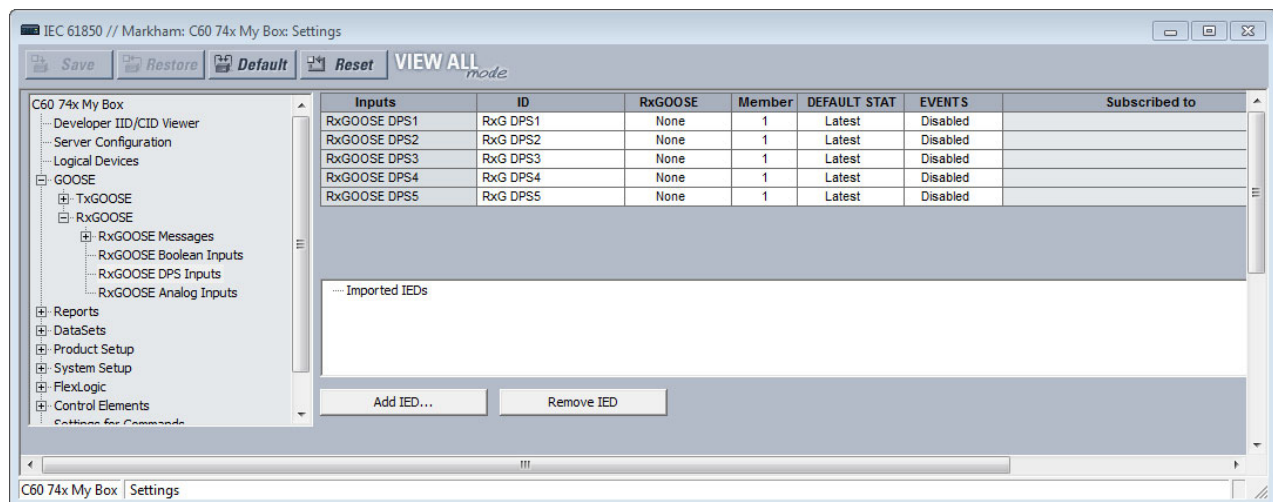 IEC 61850 // Markham: C60 74x My Box: Settings
Save Restore Default Reset VIEW ALL mode
C60 74x My Box
Developer IID/CID Viewer
Server Configuration
Logical Devices
GOOSE
TxGOOSE
RxGOOSE
RxGOOSE Messages
RxGOOSE Boolean Inputs
RxGOOSE DPS Inputs
RxGOOSE Analog Inputs
Reports
DataSets
Product Setup
System Setup
FlexLogic
Control Elements
Settings for Commands
Inputs ID RxGOOSE Member DEFAULT STAT EVENTS Subscribed to
RxGOOSE DPS1 RxG DPS1 None 1 Latest Disabled
RxGOOSE DPS2 RxG DPS2 None 1 Latest Disabled
RxGOOSE DPS3 RxG DPS3 None 1 Latest Disabled
RxGOOSE DPS4 RxG DPS4 None 1 Latest Disabled
RxGOOSE DPS5 RxG DPS5 None 1 Latest Disabled
Imported IEDs
Add IED... Remove IED
C60 74x My Box Settings